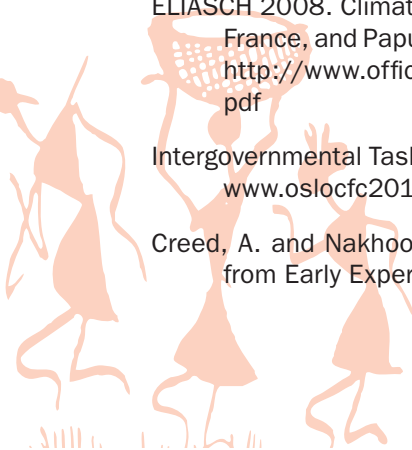 ELIASCH 2008. Climat
France, and Papu
http://www.offic
pdf
Intergovernmental Task
www.oslocfc201
Creed, A. and Nakhoo
from Early Exper